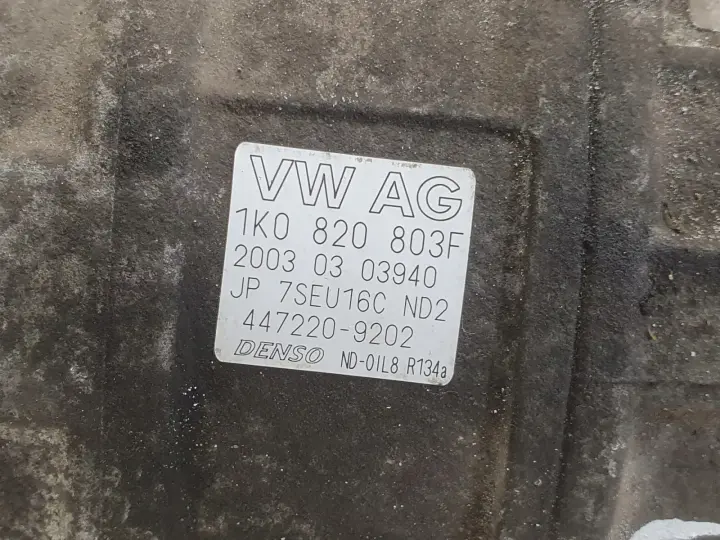 VW AG
1K0 820 803F
2003 03 03940
JP 7SEU16C ND2
447220-9202
DENSO ND-OIL8 R134a